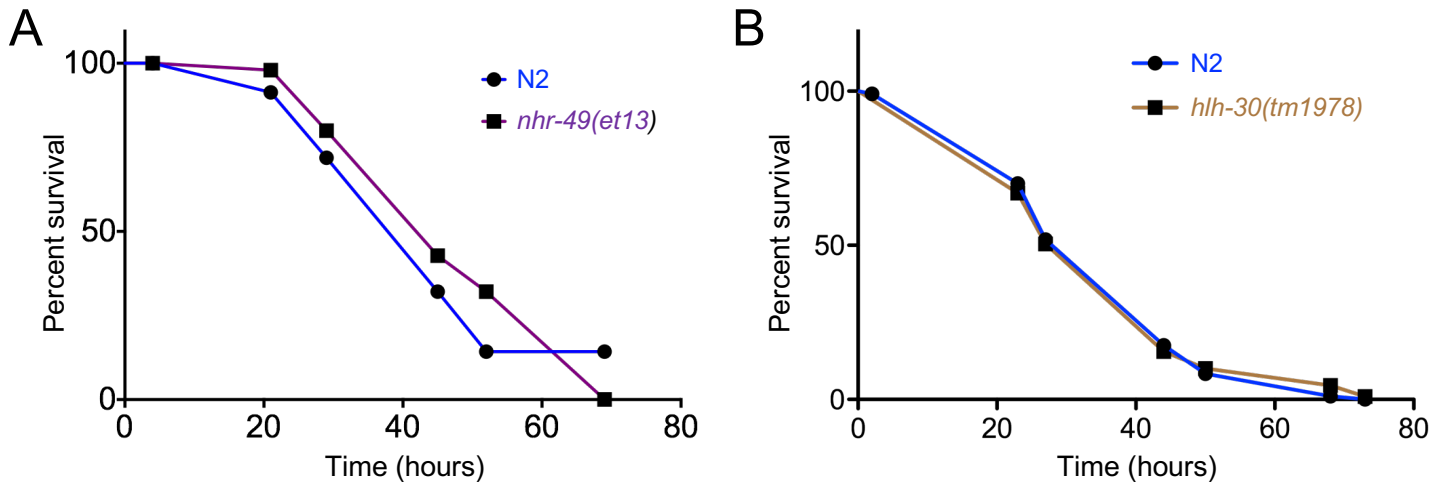 A
Percent survival
100
50
0
0 20 40 60 80
Time (hours)
N2
nhr-49(et13)
B
Percent survival
100
50
0
0 20 40 60 80
Time (hours)
N2
hlh-30(tm1978)